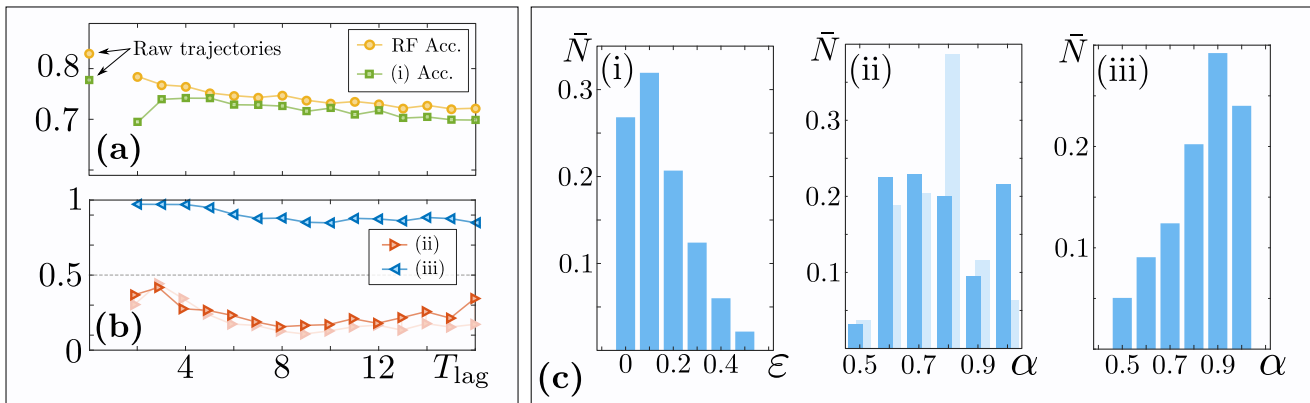 Raw trajectories
RF Acc.
(i) Acc.
0.8
0.7
(a)
1
0.5
0
(ii)
(iii)
(b)
4
8
12
T_lag
N̄
(i)
0.3
0.2
0.1
0
0.2
0.4
ε
(c)
N̄
(ii)
0.3
0.2
0.1
0.5
0.7
0.9
α
N̄
(iii)
0.3
0.2
0.1
0.5
0.7
0.9
α